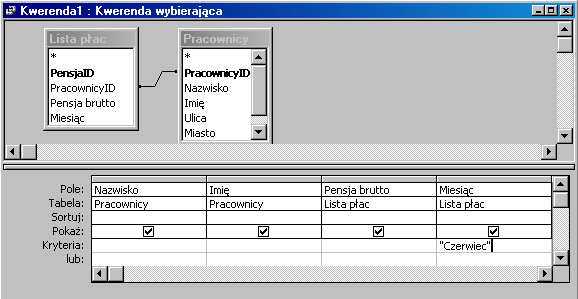 Kwerenda1 : Kwerenda wybierająca
Lista płac
*
PensjaID
PracownicyID
Pensja brutto
Miesiąc
Pracownicy
*
PracownicyID
Nazwisko
Imię
Ulica
Miasto
Pole: Nazwisko Imię Pensja brutto Miesiąc
Tabela: Pracownicy Pracownicy Lista płac Lista płac
Sortuj:
Pokaż:
Kryteria: "Czerwiec"
lub: